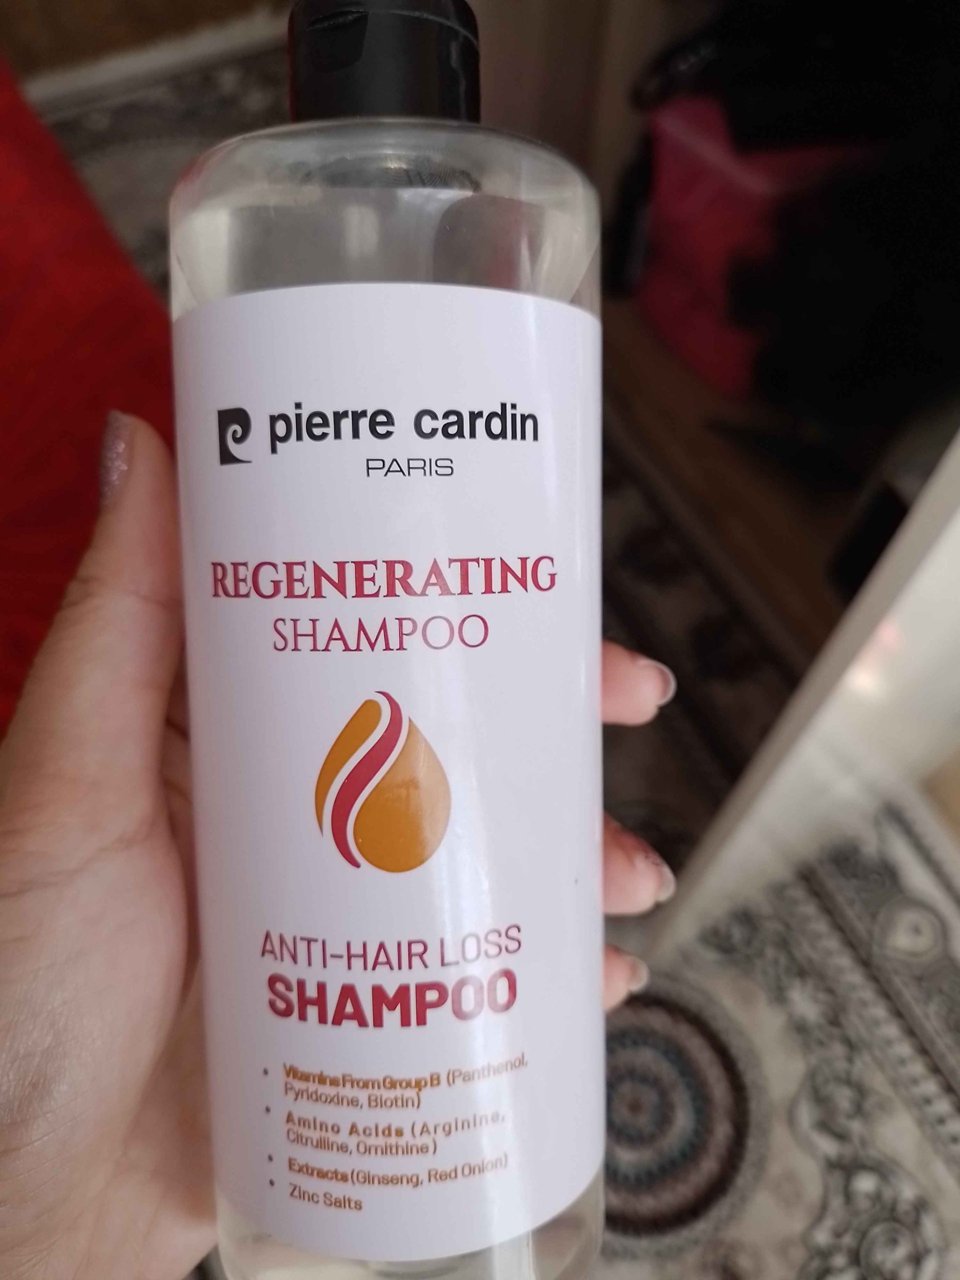 pierre cardin
PARIS
REGENERATING
SHAMPOO
ANTI-HAIR LOSS
SHAMPOO
• Vitamins From Group B (Panthenol,
Pyridoxine, Biotin)
• Amino Acids (Arginine,
Citrulline, Ornithine)
• Extracts (Ginseng, Red Onion)
• Zinc Salts